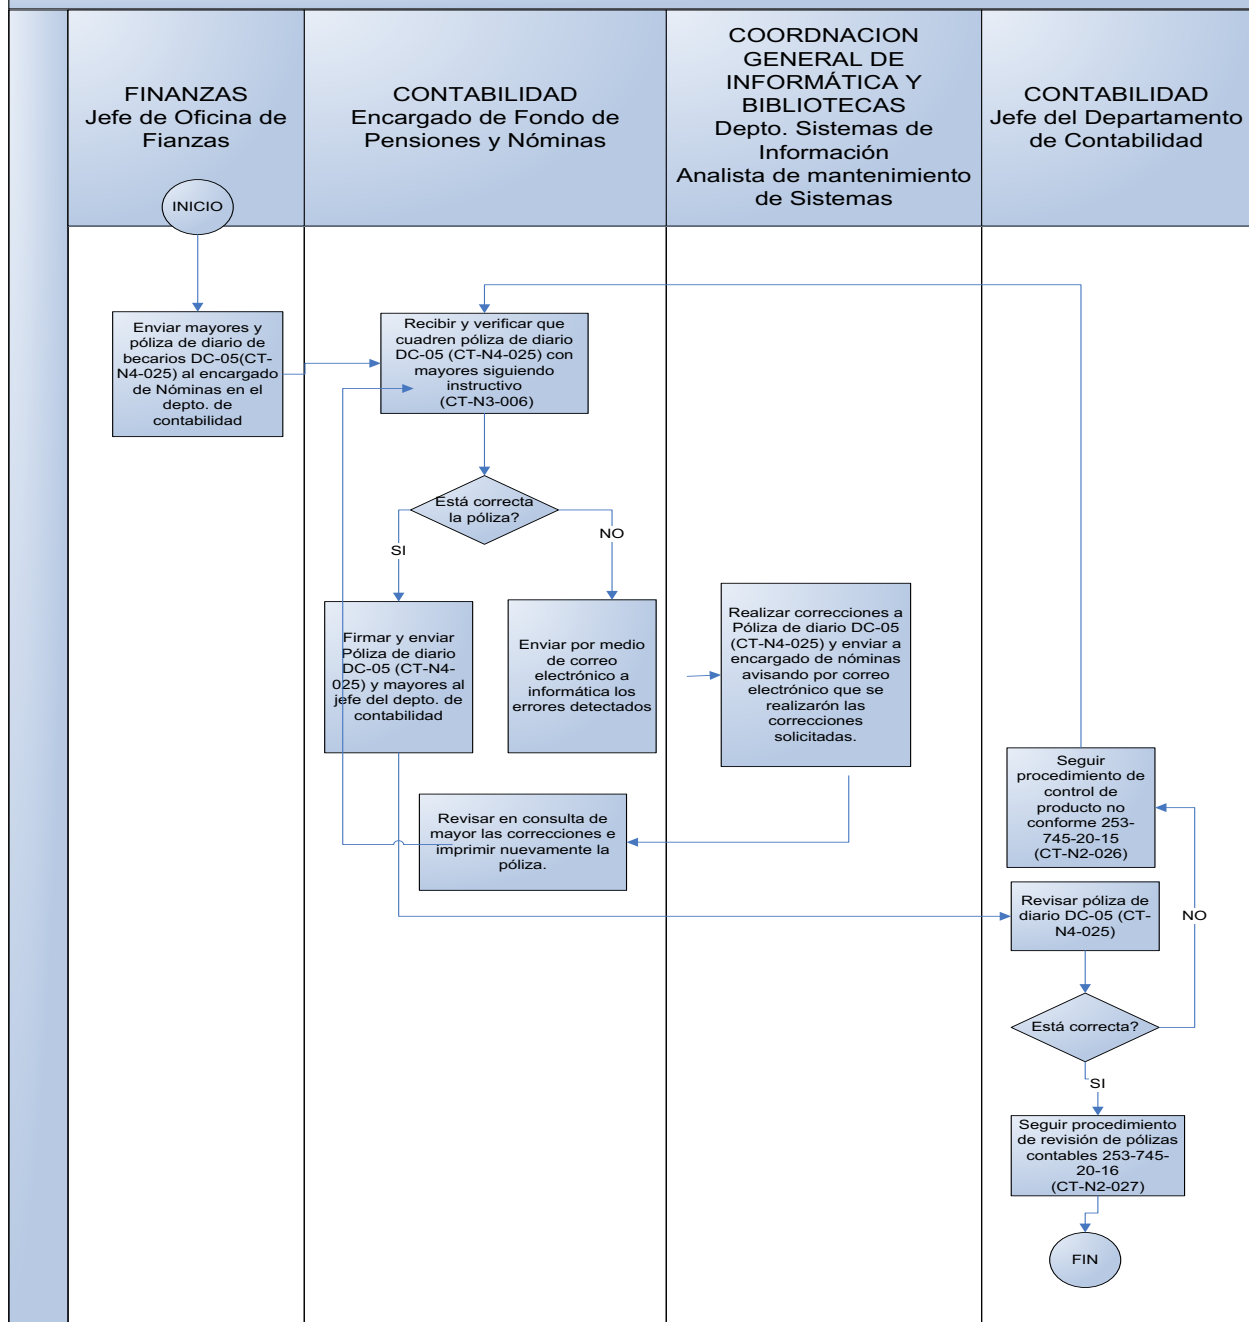 FINANZAS
Jefe de Oficina de
Fianzas
CONTABILIDAD
Encargado de Fondo de
Pensiones y Nóminas
COORDNACION
GENERAL DE
INFORMÁTICA Y
BIBLIOTECAS
Depto. Sistemas de
Información
Analista de mantenimiento
de Sistemas
CONTABILIDAD
Jefe del Departamento
de Contabilidad
INICIO
Enviar mayores y
póliza de diario de
becarios DC-05(CT-
N4-025) al encargado
de Nóminas en el
depto. de
contabilidad
Recibir y verificar que
cuadren póliza de diario
DC-05 (CT-N4-025) con
mayores siguiendo
instructivo
(CT-N3-006)
Está correcta
la póliza?
SI
NO
Firmar y enviar
Póliza de diario
DC-05 (CT-N4-
025) y mayores al
jefe del depto. de
contabilidad
Enviar por medio
de correo
electrónico a
informática los
errores detectados
Realizar correcciones a
Póliza de diario DC-05
(CT-N4-025) y enviar a
encargado de nóminas
avisando por correo
electrónico que se
realizarón las
correcciones
solicitadas.
Revisar en consulta de
mayor las correcciones e
imprimir nuevamente la
póliza.
Seguir
procedimiento de
control de
producto no
conforme 253-
745-20-15
(CT-N2-026)
Revisar póliza de
diario DC-05 (CT-
N4-025)
NO
Está correcta?
SI
Seguir procedimiento
de revisión de pólizas
contables 253-745-
20-16
(CT-N2-027)
FIN